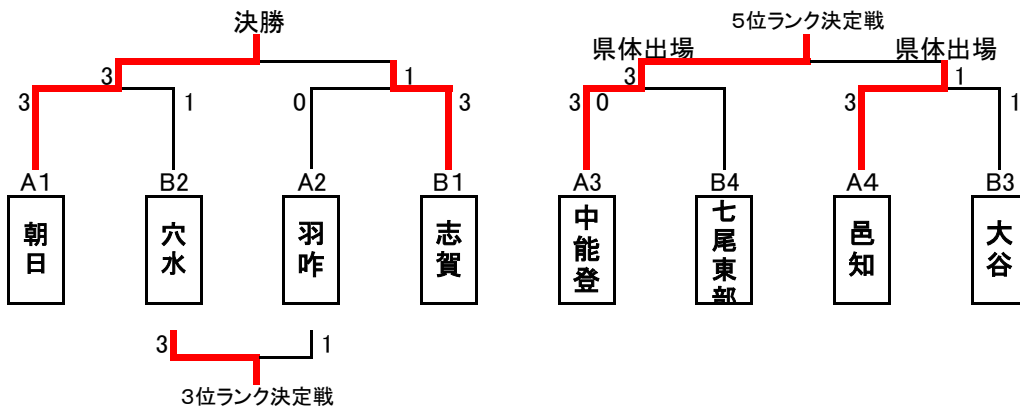 決勝
5位ランク決定戦
県体出場
県体出場
3
1
3
1
3
1
0
3
3
0
3
1
A1
B2
A2
B1
A3
B4
A4
B3
朝日
穴水
羽咋
志賀
中能登
七尾東部
邑知
大谷
3
1
3位ランク決定戦